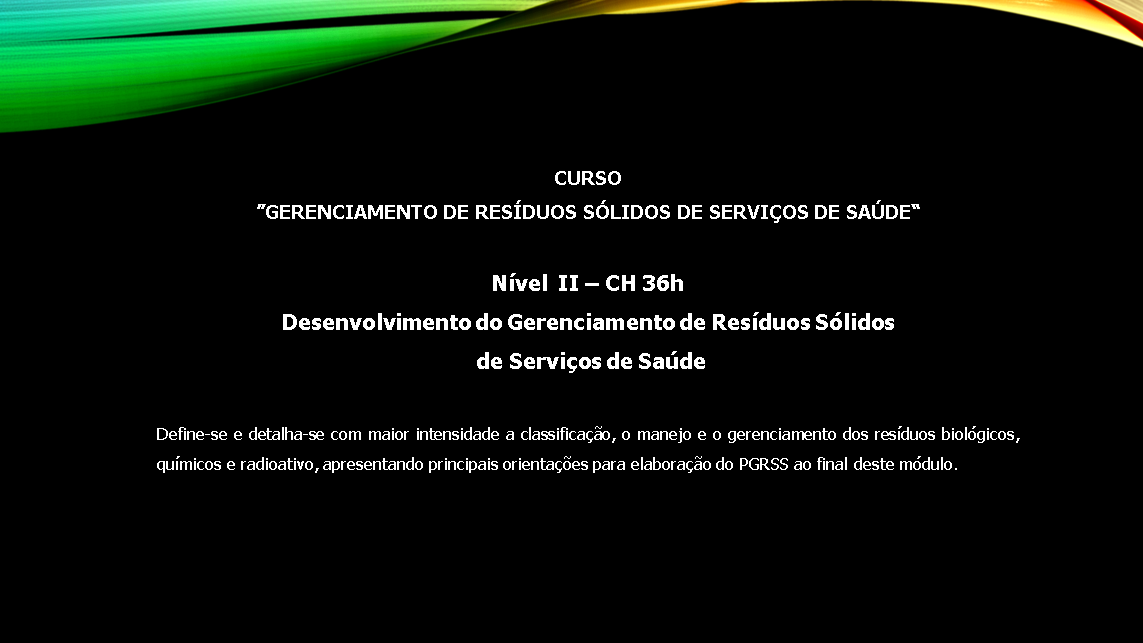 CURSO
”GERENCIAMENTO DE RESÍDUOS SÓLIDOS DE SERVIÇOS DE SAÚDE“
Nível II – CH 36h
Desenvolvimento do Gerenciamento de Resíduos Sólidos
de Serviços de Saúde
Define-se e detalha-se com maior intensidade a classificação, o manejo e o gerenciamento dos resíduos biológicos,
químicos e radioativo, apresentando principais orientações para elaboração do PGRSS ao final deste módulo.